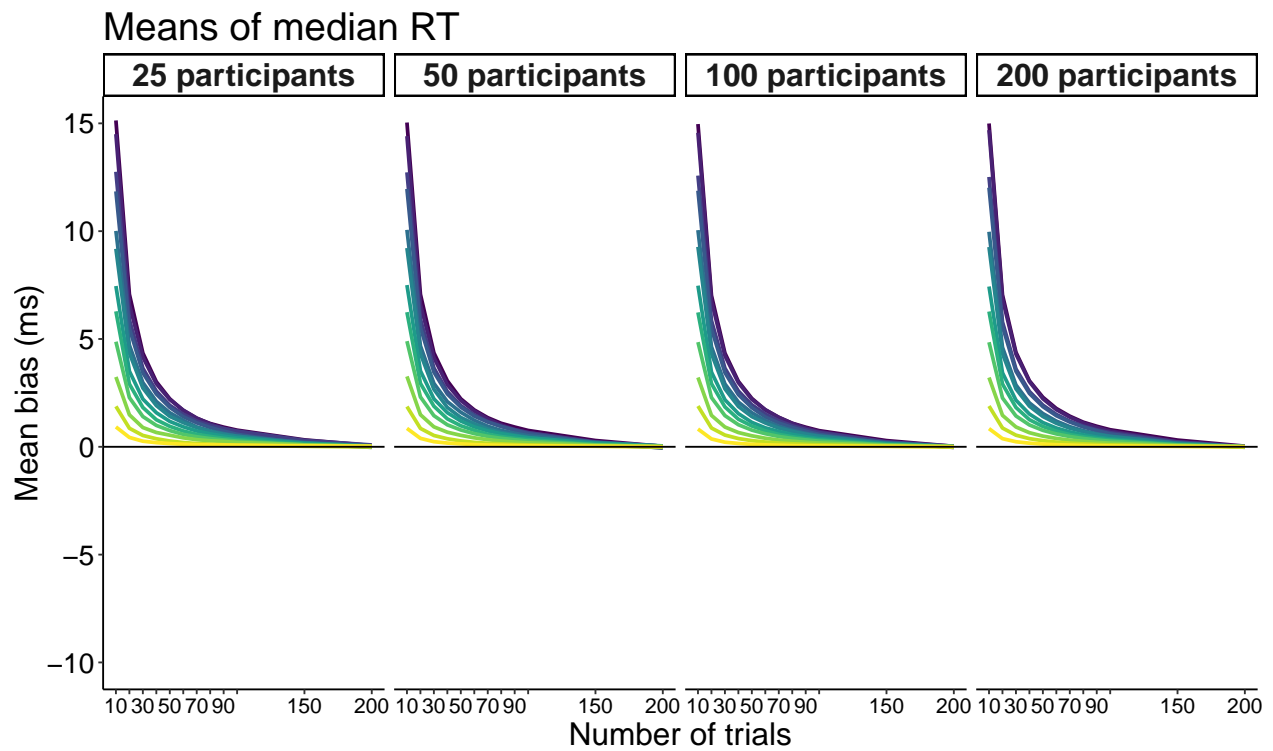 Means of median RT
25 participants 50 participants 100 participants 200 participants
Mean bias (ms)
15
10
5
0
−5
−10
10 30 50 70 90 150 200 10 30 50 70 90 150 200 10 30 50 70 90 150 200 10 30 50 70 90 150 200
Number of trials